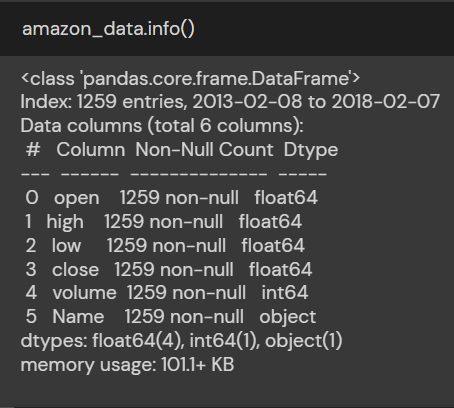 amazon_data.info()
<class 'pandas.core.frame.DataFrame'>
Index: 1259 entries, 2013-02-08 to 2018-02-07
Data columns (total 6 columns):
# Column Non-Null Count Dtype
--- ------ -------------- -----
0 open 1259 non-null float64
1 high 1259 non-null float64
2 low 1259 non-null float64
3 close 1259 non-null float64
4 volume 1259 non-null int64
5 Name 1259 non-null object
dtypes: float64(4), int64(1), object(1)
memory usage: 101.1+ KB